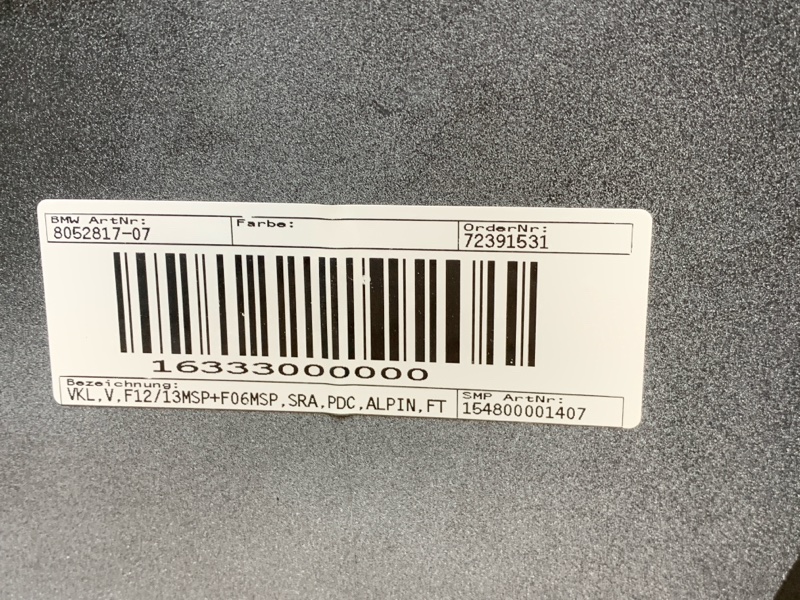 BMW ArtNr: Farbe: OrderNr:
8052817-07 72391531
16333000000
Bezeichnung: SMP ArtNr:
VKL,V,F12/13MSP+F06MSP,SRA,PDC,ALPIN,FT 154800001407